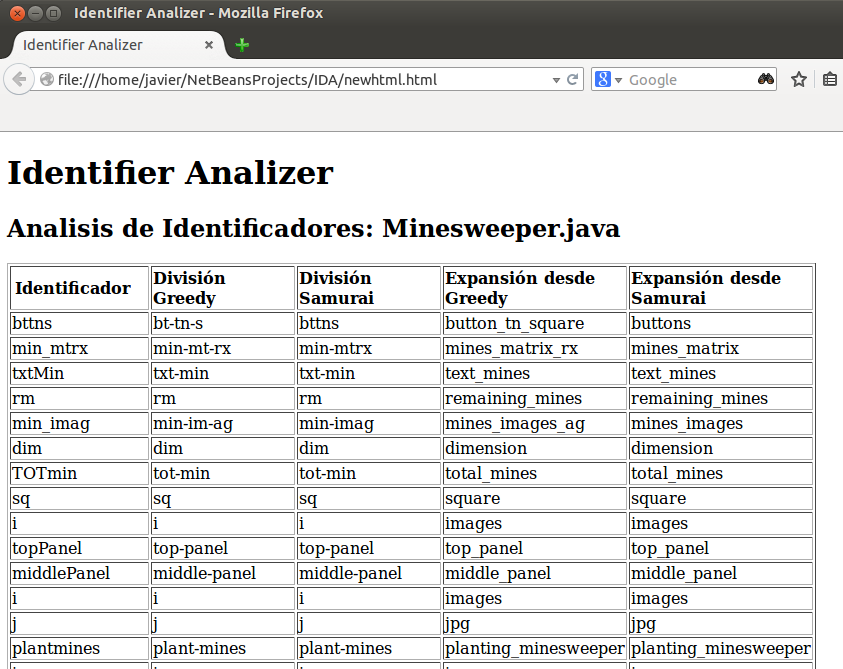 Identifier Analizer - Mozilla Firefox
Identifier Analizer
file:///home/javier/NetBeansProjects/IDA/newhtml.html
Google
Identifier Analizer
Analisis de Identificadores: Minesweeper.java
Identificador División Greedy División Samurai Expansión desde Greedy Expansión desde Samurai
bttns bt-tn-s bttns button_tn_square buttons
min_mtrx min-mt-rx min-mtrx mines_matrix_rx mines_matrix
txtMin txt-min txt-min text_mines text_mines
rm rm rm remaining_mines remaining_mines
min_imag min-im-ag min-imag mines_images_ag mines_images
dim dim dim dimension dimension
TOTmin tot-min tot-min total_mines total_mines
sq sq sq square square
i i i images images
topPanel top-panel top-panel top_panel top_panel
middlePanel middle-panel middle-panel middle_panel middle_panel
i i i images images
j j j jpg jpg
plantmines plant-mines plant-mines planting_minesweeper planting_minesweeper